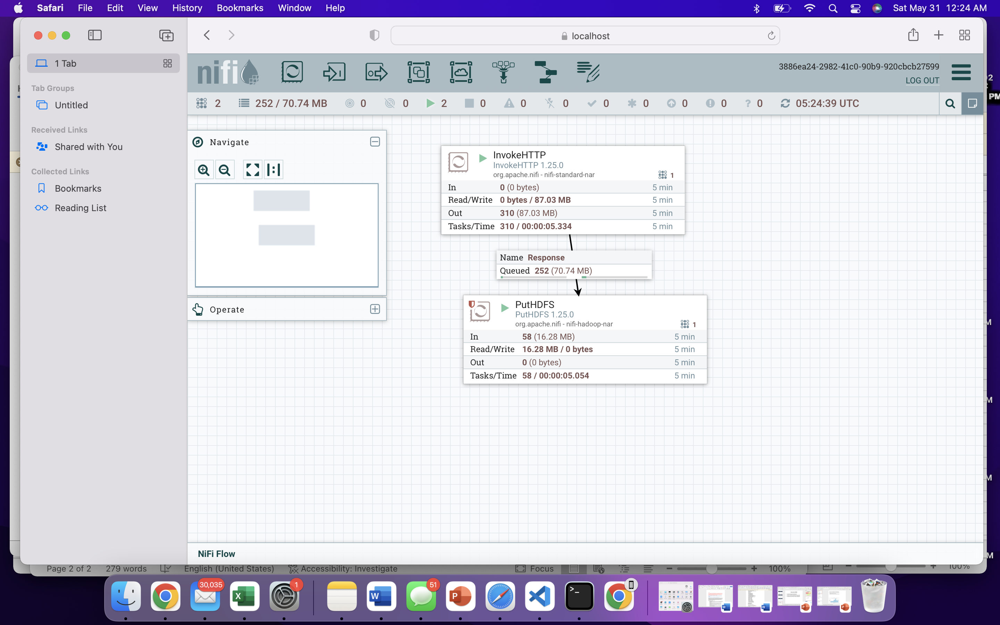 Safari File Edit View History Bookmarks Window Help Sat May 31 12:24 AM
localhost
1 Tab
Tab Groups
Untitled
Received Links
Shared with You
Collected Links
Bookmarks
Reading List
nifi
3886ea24-2982-41c0-90b9-920cbcb27599
LOG OUT
2 252 / 70.74 MB 0 0 2 0 0 0 0 0 0 0 ? 0 05:24:39 UTC
Navigate
Operate
InvokeHTTP
InvokeHTTP 1.25.0
org.apache.nifi - nifi-standard-nar
1
In 0 (0 bytes) 5 min
Read/Write 0 bytes / 87.03 MB 5 min
Out 310 (87.03 MB) 5 min
Tasks/Time 310 / 00:00:05.334 5 min
Name Response
Queued 252 (70.74 MB)
PutHDFS
PutHDFS 1.25.0
org.apache.nifi - nifi-hadoop-nar
1
In 58 (16.28 MB) 5 min
Read/Write 16.28 MB / 0 bytes 5 min
Out 0 (0 bytes) 5 min
Tasks/Time 58 / 00:00:05.054 5 min
NiFi Flow
Page 2 of 2 279 words English (United States) Accessibility: Investigate Focus 100% 100%
30,035
1
51